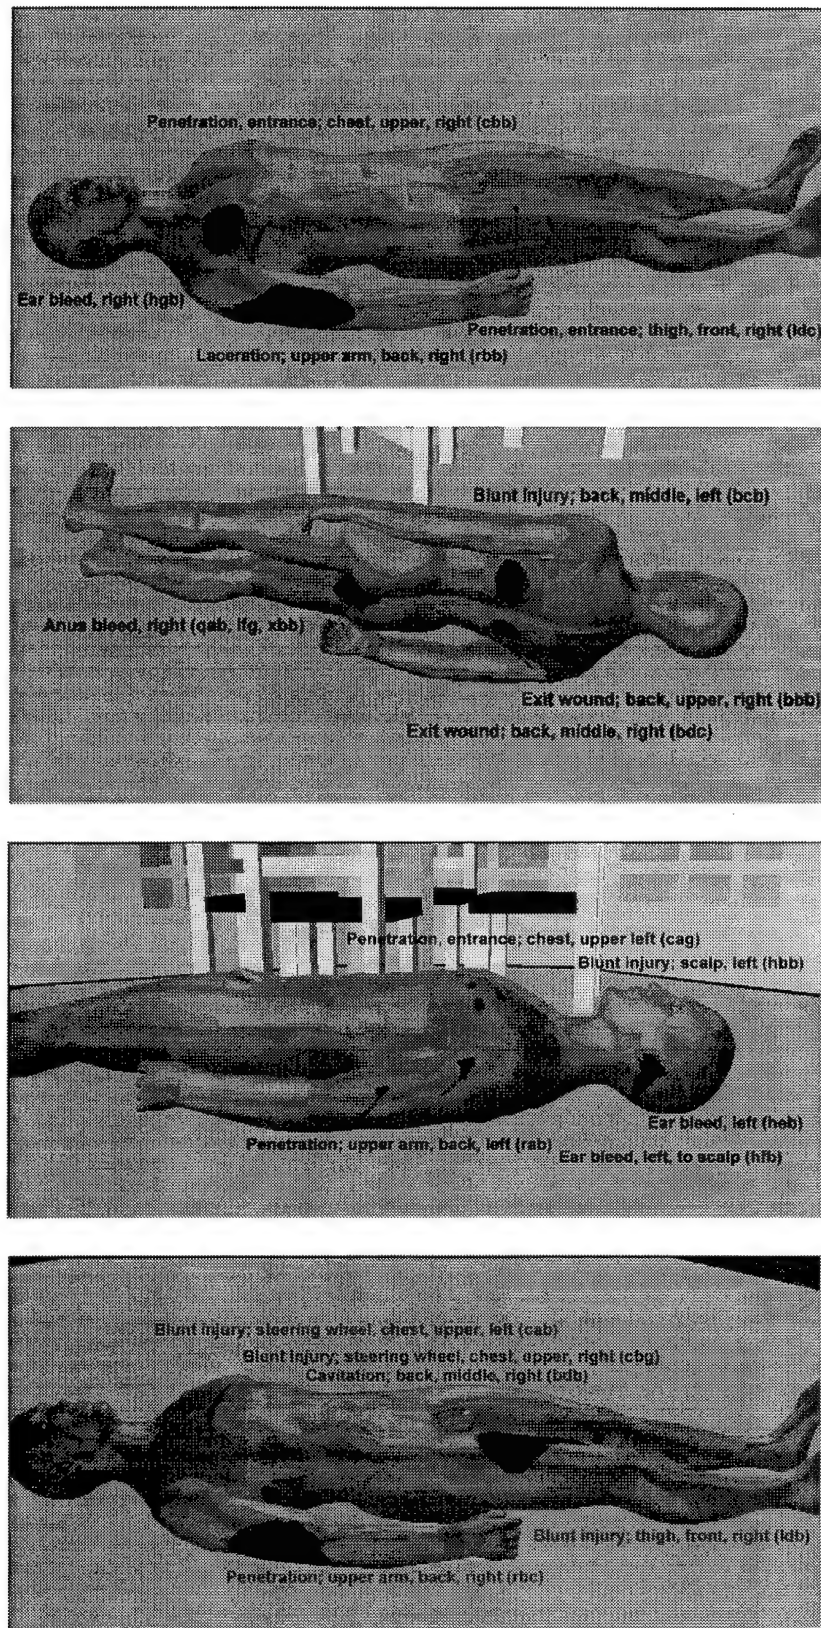 Penetration, entrance; chest, upper, right (cbb)
Ear bleed, right (hgb)
Penetration, entrance; thigh, front, right (ldc)
Laceration; upper arm, back, right (rbb)
Blunt injury; back, middle, left (bcb)
Anus bleed, right (qab, lfg, xbb)
Exit wound; back, upper, right (bbb)
Exit wound; back, middle, right (bdc)
Penetration, entrance; chest, upper left (cag)
Blunt injury; scalp, left (hbb)
Ear bleed, left (heb)
Penetration; upper arm, back, left (rab)
Ear bleed, left, to scalp (hfb)
Blunt injury; steering wheel, chest, upper, left (cab)
Blunt injury; steering wheel, chest, upper, right (cbg)
Cavitation; back, middle, right (bdb)
Blunt injury; thigh, front, right (ldb)
Penetration; upper arm, back, right (rbc)